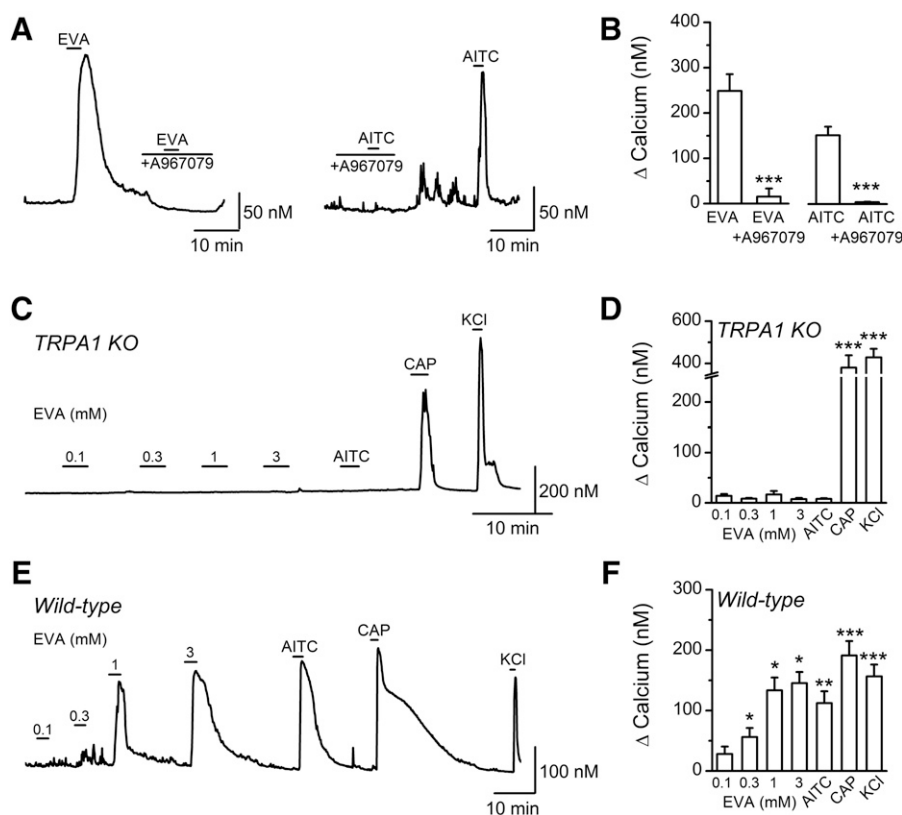 A
EVA
EVA
+A967079
50 nM
10 min
AITC
+A967079
AITC
50 nM
10 min
B
Δ Calcium (nM)
400
300
200
100
0
EVA
EVA
+A967079
AITC
AITC
+A967079
***
***
C
TRPA1 KO
EVA (mM)
0.1
0.3
1
3
AITC
CAP
KCl
200 nM
10 min
D
TRPA1 KO
Δ Calcium (nM)
600
400
200
100
0
***
***
0.1
0.3
1
3
AITC
CAP
KCl
EVA (mM)
E
Wild-type
EVA (mM)
0.1
0.3
1
3
AITC
CAP
KCl
100 nM
10 min
F
Wild-type
Δ Calcium (nM)
300
200
100
0
*
*
*
**
***
***
0.1
0.3
1
3
AITC
CAP
KCl
EVA (mM)